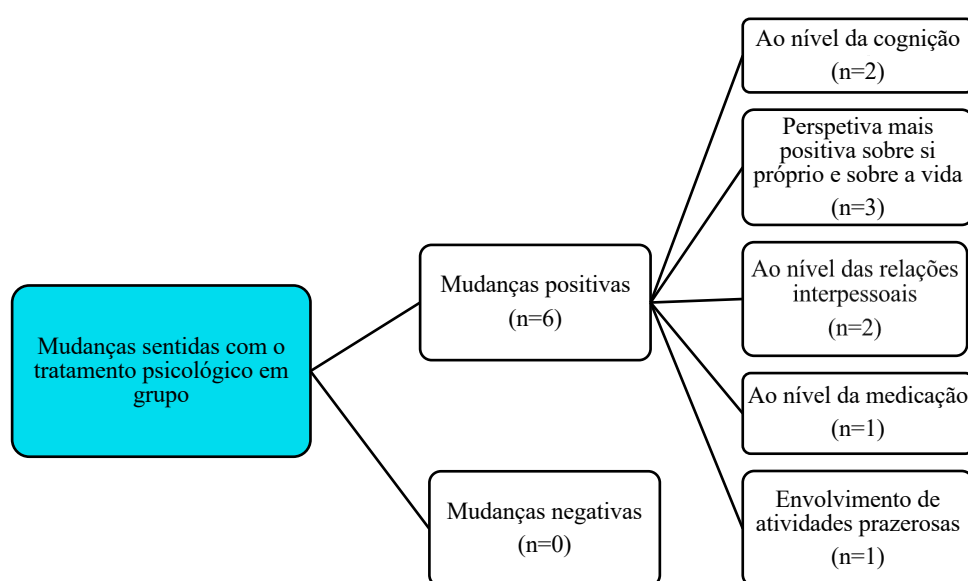 Mudanças sentidas com o
tratamento psicológico em
grupo
Mudanças positivas
(n=6)
Mudanças negativas
(n=0)
Ao nível da cognição
(n=2)
Perspetiva mais
positiva sobre si
próprio e sobre a vida
(n=3)
Ao nível das relações
interpessoais
(n=2)
Ao nível da medicação
(n=1)
Envolvimento de
atividades prazerosas
(n=1)